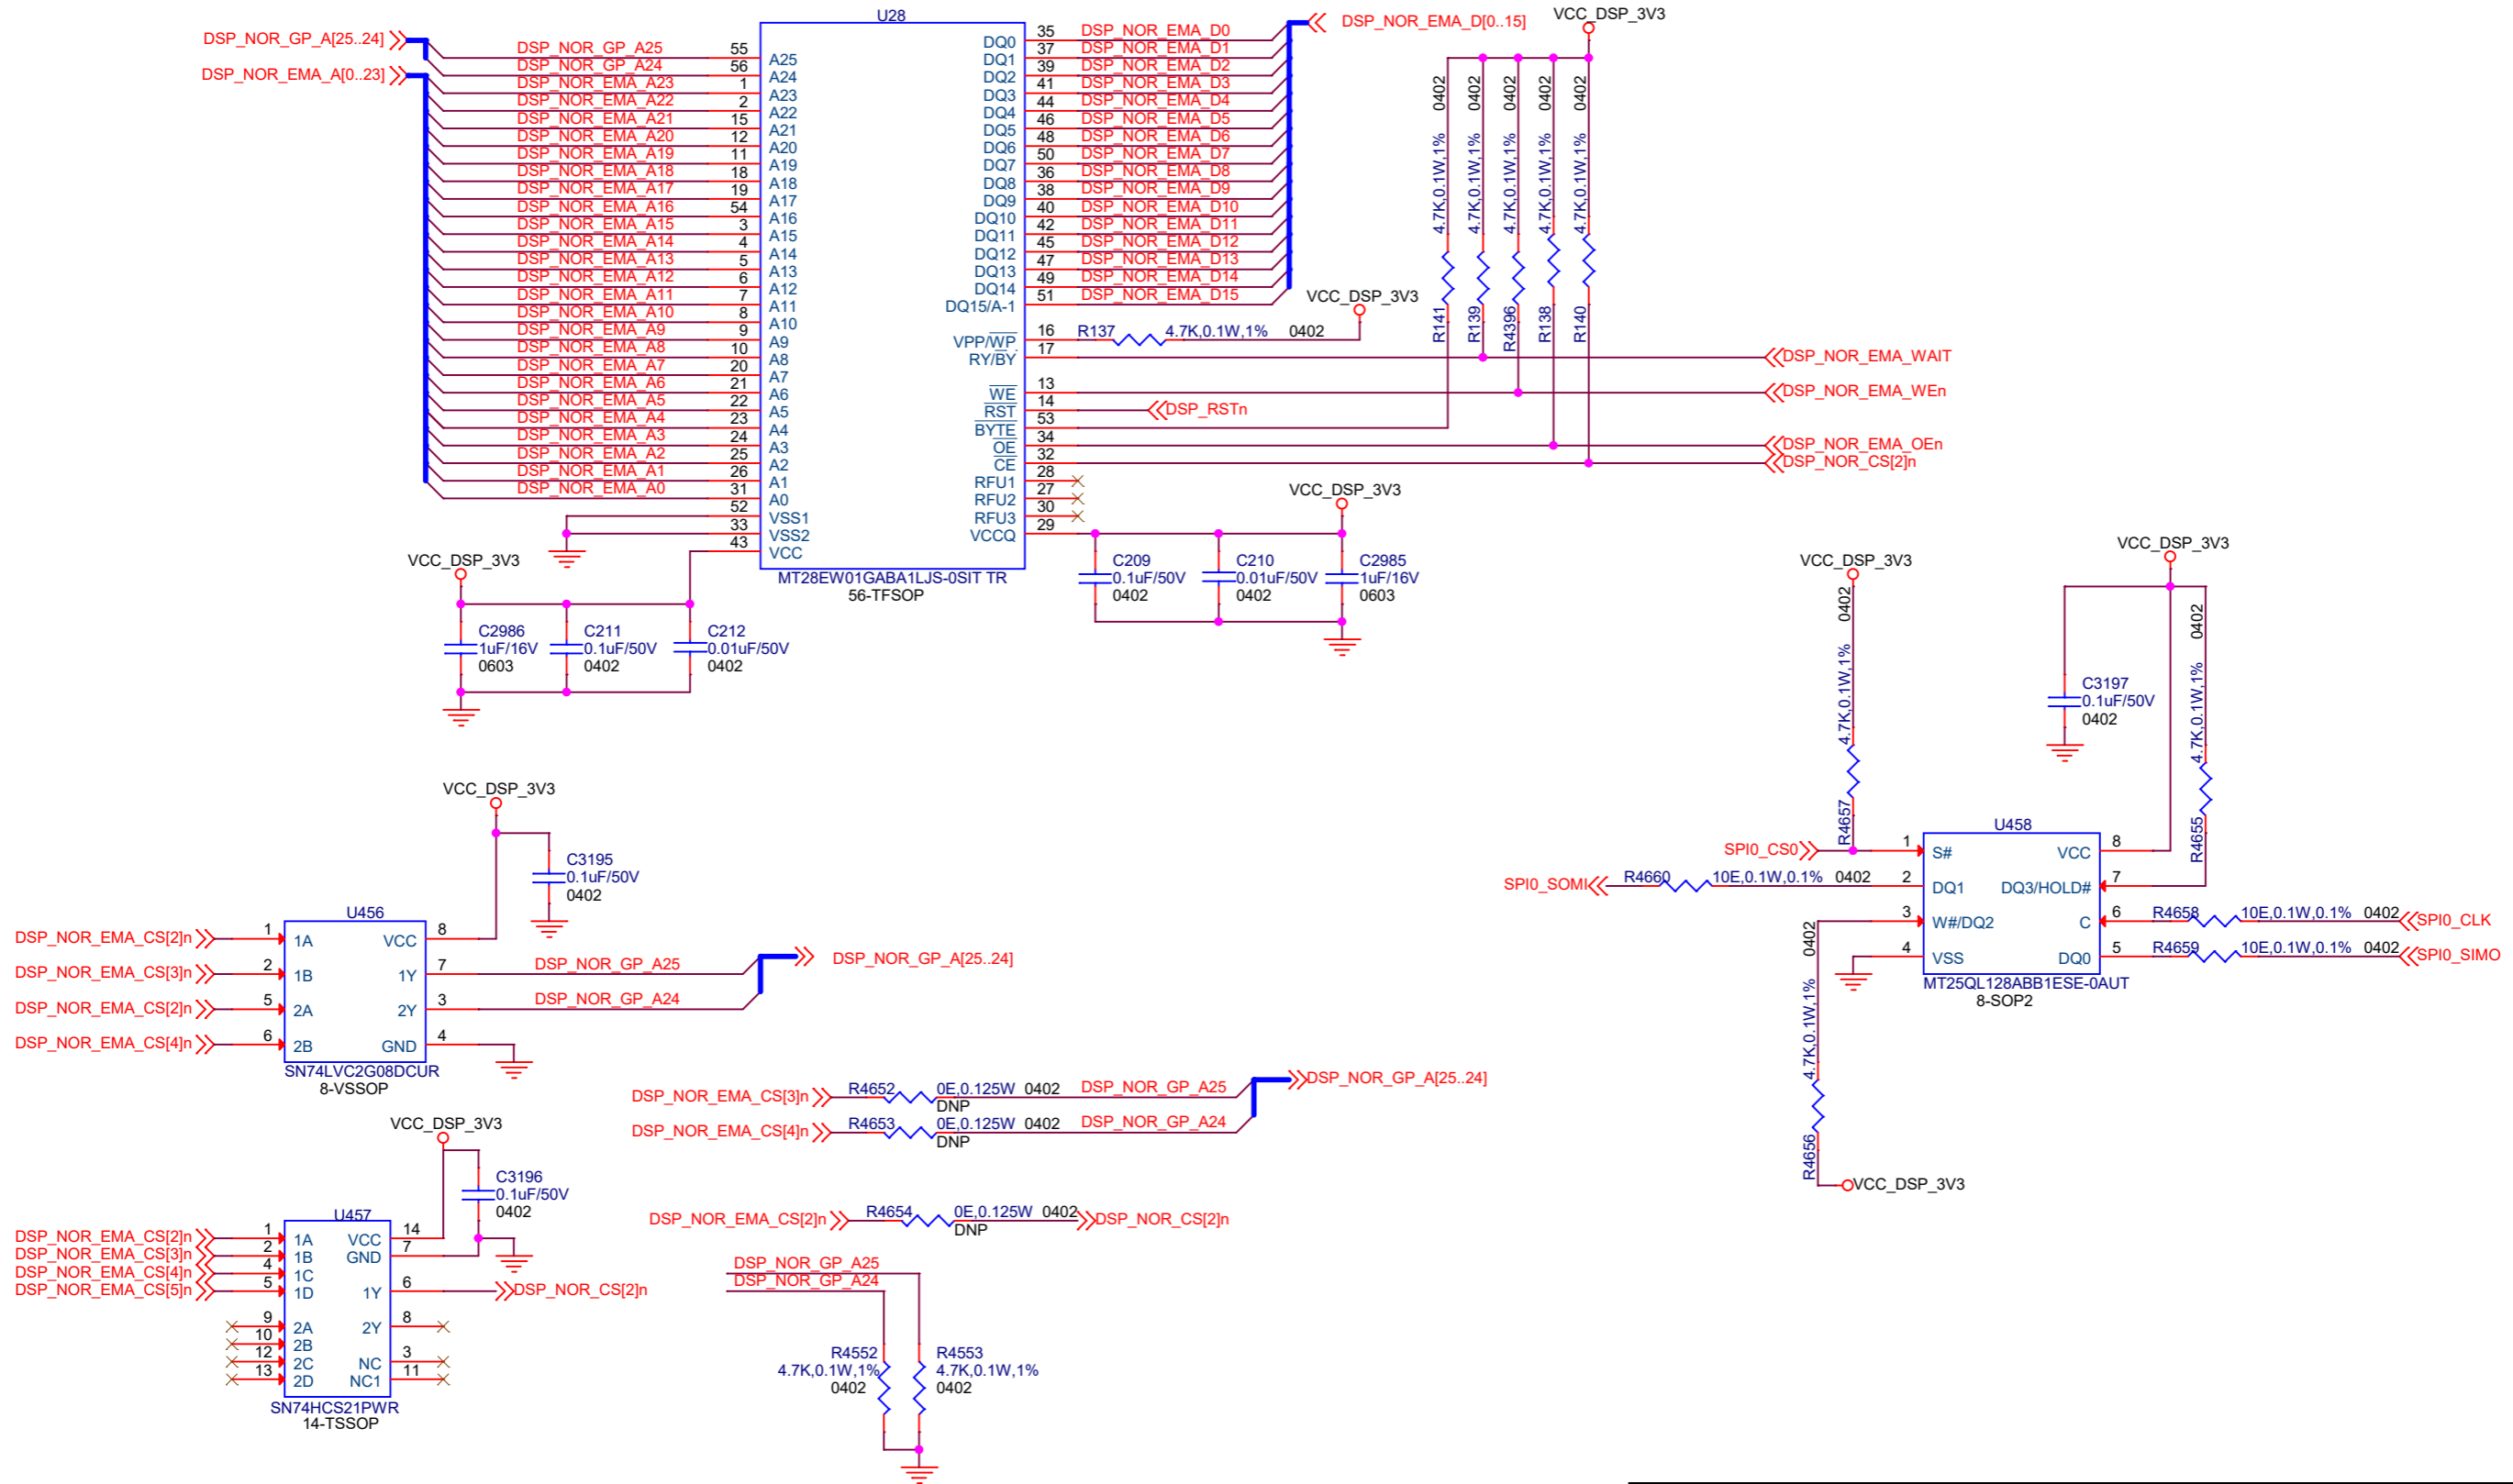 U28
DSP_NOR_GP_A[25..24]
DSP_NOR_EMA_A[0..23]
DSP_NOR_GP_A25 55 A25
DSP_NOR_GP_A24 56 A24
DSP_NOR_EMA_A23 1 A23
DSP_NOR_EMA_A22 2 A22
DSP_NOR_EMA_A21 15 A21
DSP_NOR_EMA_A20 12 A20
DSP_NOR_EMA_A19 11 A19
DSP_NOR_EMA_A18 18 A18
DSP_NOR_EMA_A17 19 A17
DSP_NOR_EMA_A16 54 A16
DSP_NOR_EMA_A15 3 A15
DSP_NOR_EMA_A14 4 A14
DSP_NOR_EMA_A13 5 A13
DSP_NOR_EMA_A12 6 A12
DSP_NOR_EMA_A11 7 A11
DSP_NOR_EMA_A10 8 A10
DSP_NOR_EMA_A9 9 A9
DSP_NOR_EMA_A8 10 A8
DSP_NOR_EMA_A7 20 A7
DSP_NOR_EMA_A6 21 A6
DSP_NOR_EMA_A5 22 A5
DSP_NOR_EMA_A4 23 A4
DSP_NOR_EMA_A3 24 A3
DSP_NOR_EMA_A2 25 A2
DSP_NOR_EMA_A1 26 A1
DSP_NOR_EMA_A0 31 A0
52 VSS1
33 VSS2
43 VCC
DQ0 35 DSP_NOR_EMA_D0
DQ1 37 DSP_NOR_EMA_D1
DQ2 39 DSP_NOR_EMA_D2
DQ3 41 DSP_NOR_EMA_D3
DQ4 44 DSP_NOR_EMA_D4
DQ5 46 DSP_NOR_EMA_D5
DQ6 48 DSP_NOR_EMA_D6
DQ7 50 DSP_NOR_EMA_D7
DQ8 36 DSP_NOR_EMA_D8
DQ9 38 DSP_NOR_EMA_D9
DQ10 40 DSP_NOR_EMA_D10
DQ11 42 DSP_NOR_EMA_D11
DQ12 45 DSP_NOR_EMA_D12
DQ13 47 DSP_NOR_EMA_D13
DQ14 49 DSP_NOR_EMA_D14
DQ15/A-1 51 DSP_NOR_EMA_D15
DSP_NOR_EMA_D[0..15]
VPP/WP 16 R137 4.7K,0.1W,1% 0402
VCC_DSP_3V3
RY/BY 17 DSP_NOR_EMA_WAIT
WE 13 DSP_NOR_EMA_WEn
RST 14 DSP_RSTn
BYTE 53
OE 34 DSP_NOR_EMA_OEn
CE 32 DSP_NOR_CS[2]n
RFU1 28
RFU2 27
RFU3 30
VCCQ 29
MT28EW01GABA1LJS-0SIT TR
56-TFSOP
VCC_DSP_3V3
R141 4.7K,0.1W,1% 0402
R139 4.7K,0.1W,1% 0402
R4396 4.7K,0.1W,1% 0402
R138 4.7K,0.1W,1% 0402
R140 4.7K,0.1W,1% 0402
VCC_DSP_3V3
C209
0.1uF/50V
0402
C210
0.01uF/50V
0402
C2985
1uF/16V
0603
VCC_DSP_3V3
C2986
1uF/16V
0603
C211
0.1uF/50V
0402
C212
0.01uF/50V
0402
VCC_DSP_3V3
R4657 4.7K,0.1W,1% 0402
VCC_DSP_3V3
C3197
0.1uF/50V
0402
R4655 4.7K,0.1W,1% 0402
U458
SPI0_CS0 1 S#
SPI0_SOMI R4660 10E,0.1W,0.1% 0402 2 DQ1
3 W#/DQ2
4 VSS
VCC 8
DQ3/HOLD# 7
C 6 R4658 10E,0.1W,0.1% 0402 SPI0_CLK
DQ0 5 R4659 10E,0.1W,0.1% 0402 SPI0_SIMO
MT25QL128ABB1ESE-0AUT
8-SOP2
R4656 4.7K,0.1W,1% 0402
VCC_DSP_3V3
VCC_DSP_3V3
C3195
0.1uF/50V
0402
U456
DSP_NOR_EMA_CS[2]n 1 1A
DSP_NOR_EMA_CS[3]n 2 1B
DSP_NOR_EMA_CS[2]n 5 2A
DSP_NOR_EMA_CS[4]n 6 2B
VCC 8
1Y 7 DSP_NOR_GP_A25
2Y 3 DSP_NOR_GP_A24
GND 4
DSP_NOR_GP_A[25..24]
SN74LVC2G08DCUR
8-VSSOP
DSP_NOR_EMA_CS[3]n R4652 0E,0.125W 0402 DSP_NOR_GP_A25
DNP
DSP_NOR_EMA_CS[4]n R4653 0E,0.125W 0402 DSP_NOR_GP_A24
DNP
DSP_NOR_GP_A[25..24]
VCC_DSP_3V3
C3196
0.1uF/50V
0402
U457
DSP_NOR_EMA_CS[2]n 1 1A
DSP_NOR_EMA_CS[3]n 2 1B
DSP_NOR_EMA_CS[4]n 4 1C
DSP_NOR_EMA_CS[5]n 5 1D
9 2A
10 2B
12 2C
13 2D
VCC 14
GND 7
1Y 6 DSP_NOR_CS[2]n
2Y 8
NC 3
NC1 11
SN74HCS21PWR
14-TSSOP
DSP_NOR_EMA_CS[2]n R4654 0E,0.125W 0402 DSP_NOR_CS[2]n
DNP
DSP_NOR_GP_A25
DSP_NOR_GP_A24
R4552
4.7K,0.1W,1%
0402
R4553
4.7K,0.1W,1%
0402